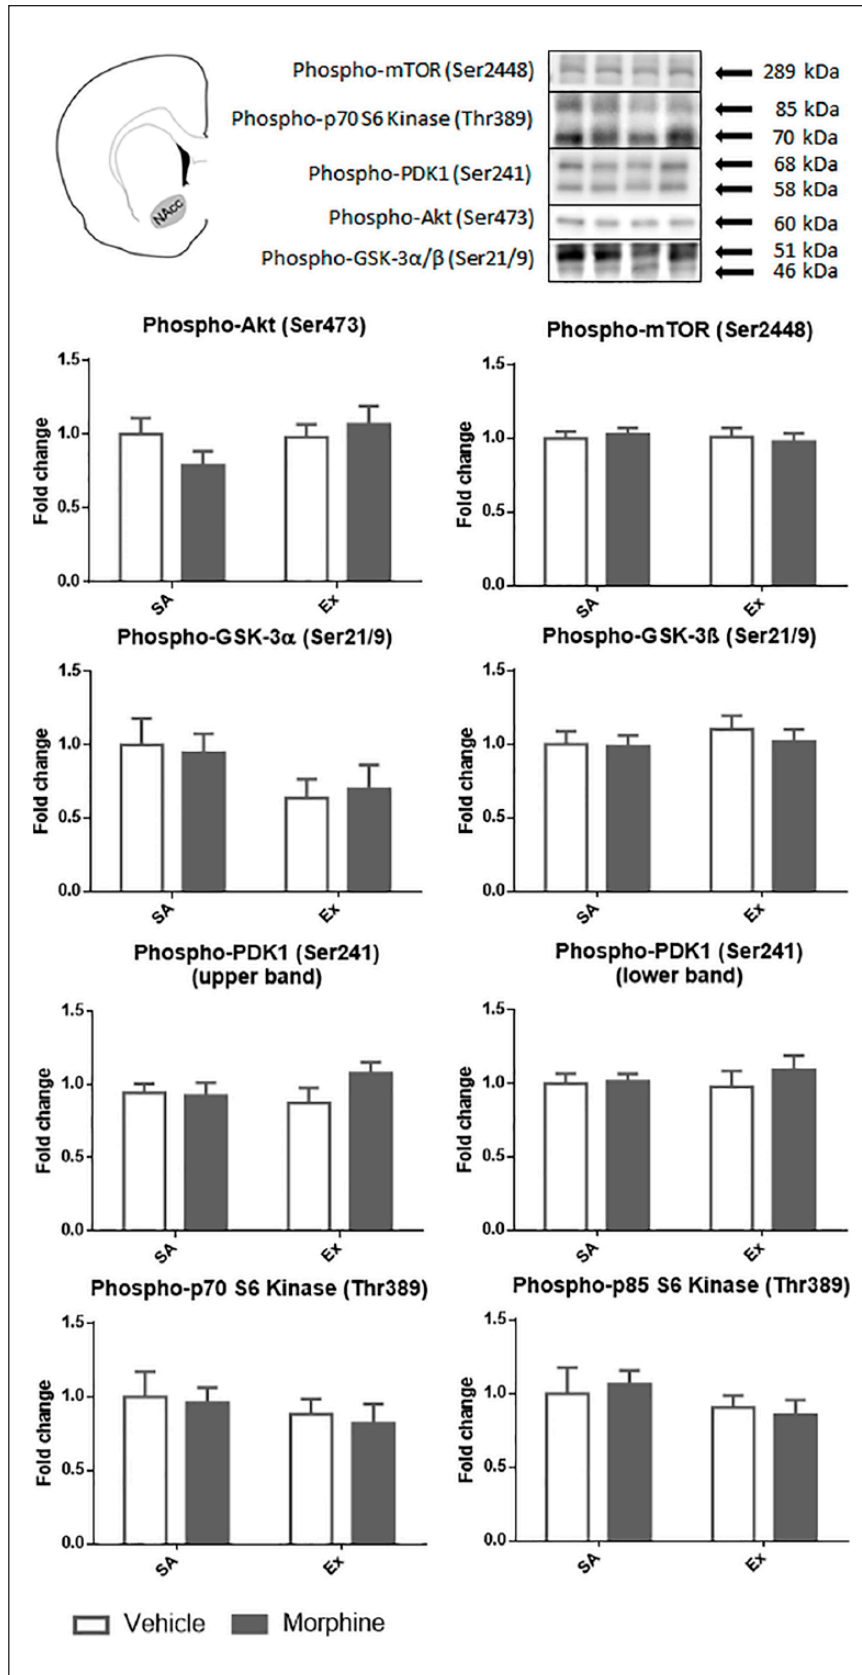 NAcc
Phospho-mTOR (Ser2448) 289 kDa
Phospho-p70 S6 Kinase (Thr389) 85 kDa
70 kDa
Phospho-PDK1 (Ser241) 68 kDa
58 kDa
Phospho-Akt (Ser473) 60 kDa
Phospho-GSK-3α/β (Ser21/9) 51 kDa
46 kDa
Phospho-Akt (Ser473)
Fold change
1.5
1.0
0.5
0.0
SA Ex
Phospho-mTOR (Ser2448)
Fold change
1.5
1.0
0.5
0.0
SA Ex
Phospho-GSK-3α (Ser21/9)
Fold change
1.5
1.0
0.5
0.0
SA Ex
Phospho-GSK-3ß (Ser21/9)
Fold change
1.5
1.0
0.5
0.0
SA Ex
Phospho-PDK1 (Ser241)
(upper band)
Fold change
1.5
1.0
0.5
0.0
SA Ex
Phospho-PDK1 (Ser241)
(lower band)
Fold change
1.5
1.0
0.5
0.0
SA Ex
Phospho-p70 S6 Kinase (Thr389)
Fold change
1.5
1.0
0.5
0.0
SA Ex
Phospho-p85 S6 Kinase (Thr389)
Fold change
1.5
1.0
0.5
0.0
SA Ex
Vehicle Morphine